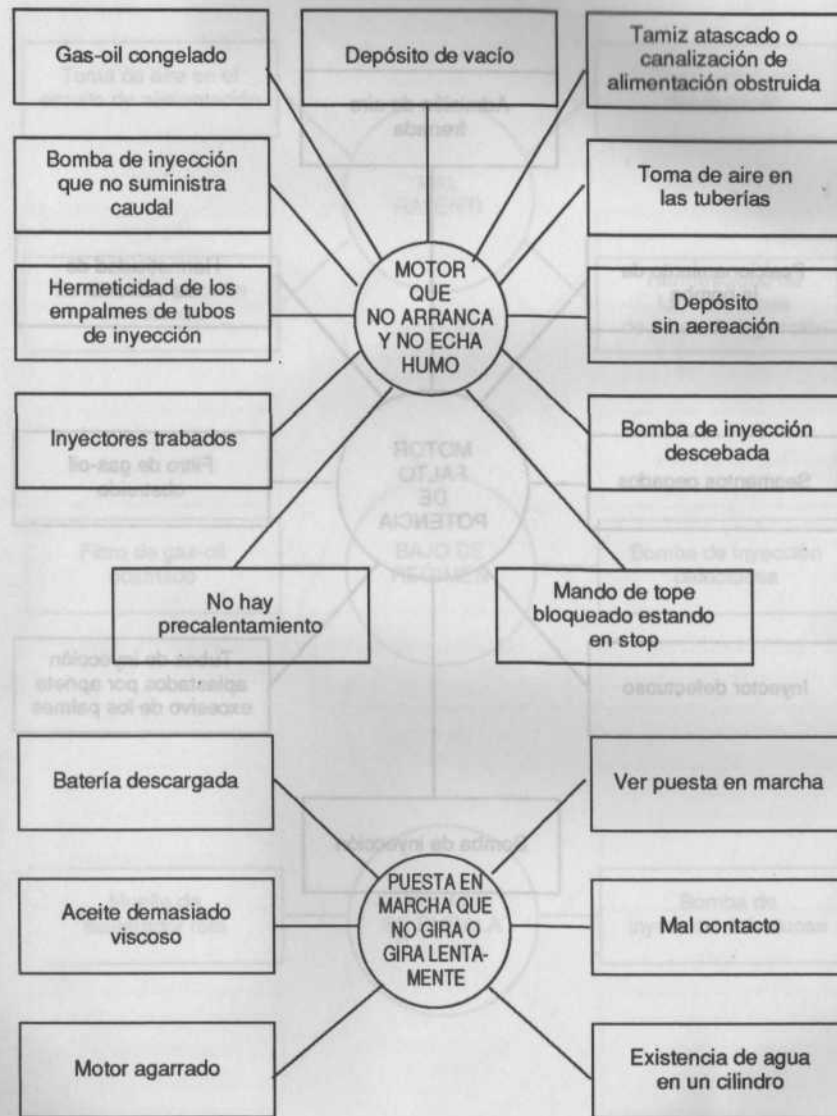 Gas-oil congelado
Depósito de vacío
Tamiz atascado o
canalización de
alimentación obstruida
Bomba de inyección
que no suministra
caudal
Toma de aire en
las tuberías
Hermeticidad de los
empalmes de tubos
de inyección
MOTOR
QUE
NO ARRANCA
Y NO ECHA
HUMO
Depósito
sin aereación
Inyectores trabados
Bomba de inyección
descebada
No hay
precalentamiento
Mando de tope
bloqueado estando
en stop
Batería descargada
Ver puesta en marcha
Aceite demasiado
viscoso
PUESTA EN
MARCHA QUE
NO GIRA O
GIRA LENTA-
MENTE
Mal contacto
Motor agarrado
Existencia de agua
en un cilindro